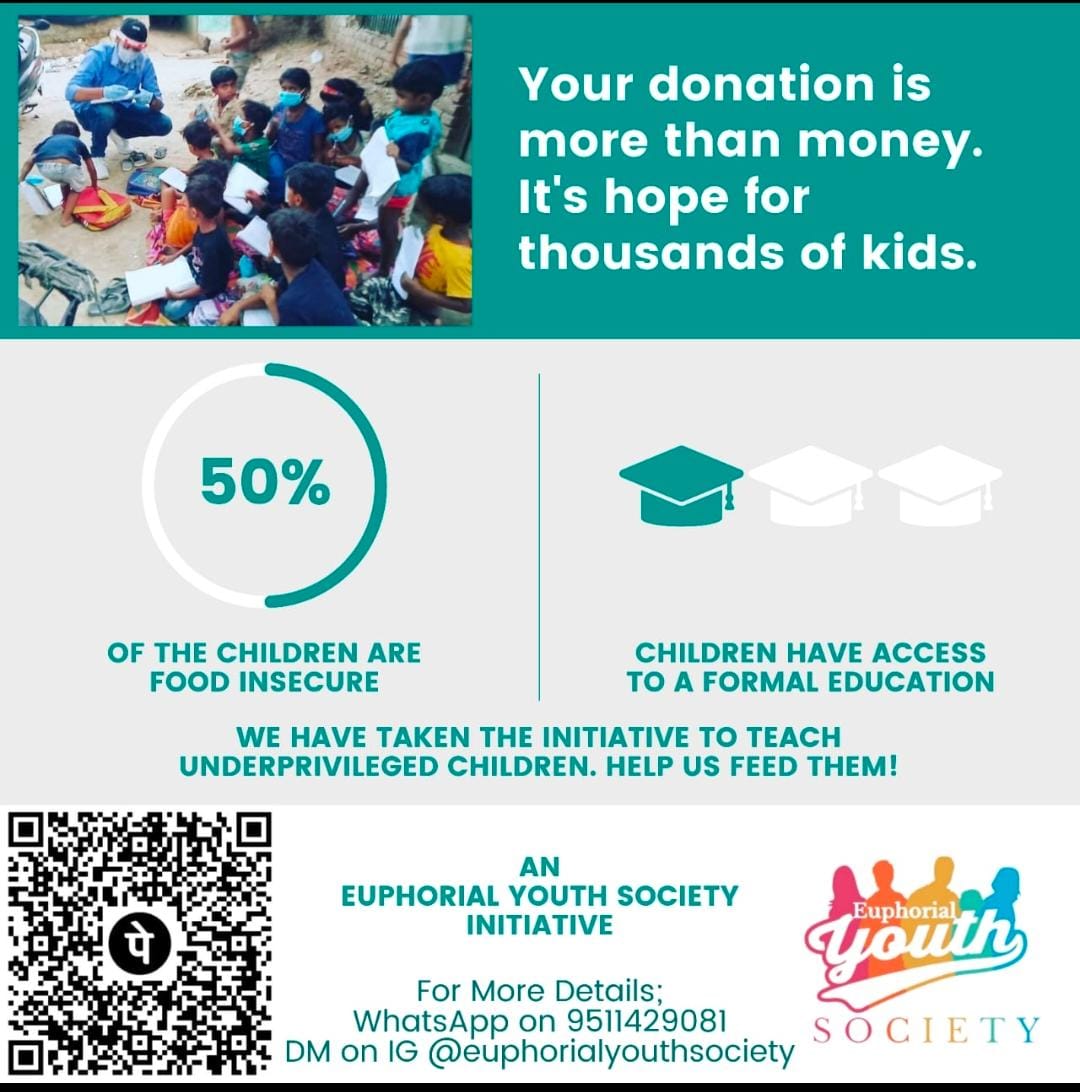 Your donation is
more than money.
It's hope for
thousands of kids.
50%
OF THE CHILDREN ARE
FOOD INSECURE
CHILDREN HAVE ACCESS
TO A FORMAL EDUCATION
WE HAVE TAKEN THE INITIATIVE TO TEACH
UNDERPRIVILEGED CHILDREN. HELP US FEED THEM!
पे
AN
EUPHORIAL YOUTH SOCIETY
INITIATIVE
For More Details;
WhatsApp on 9511429081
DM on IG @euphorialyouthsociety
Euphorial
youth
SOCIETY